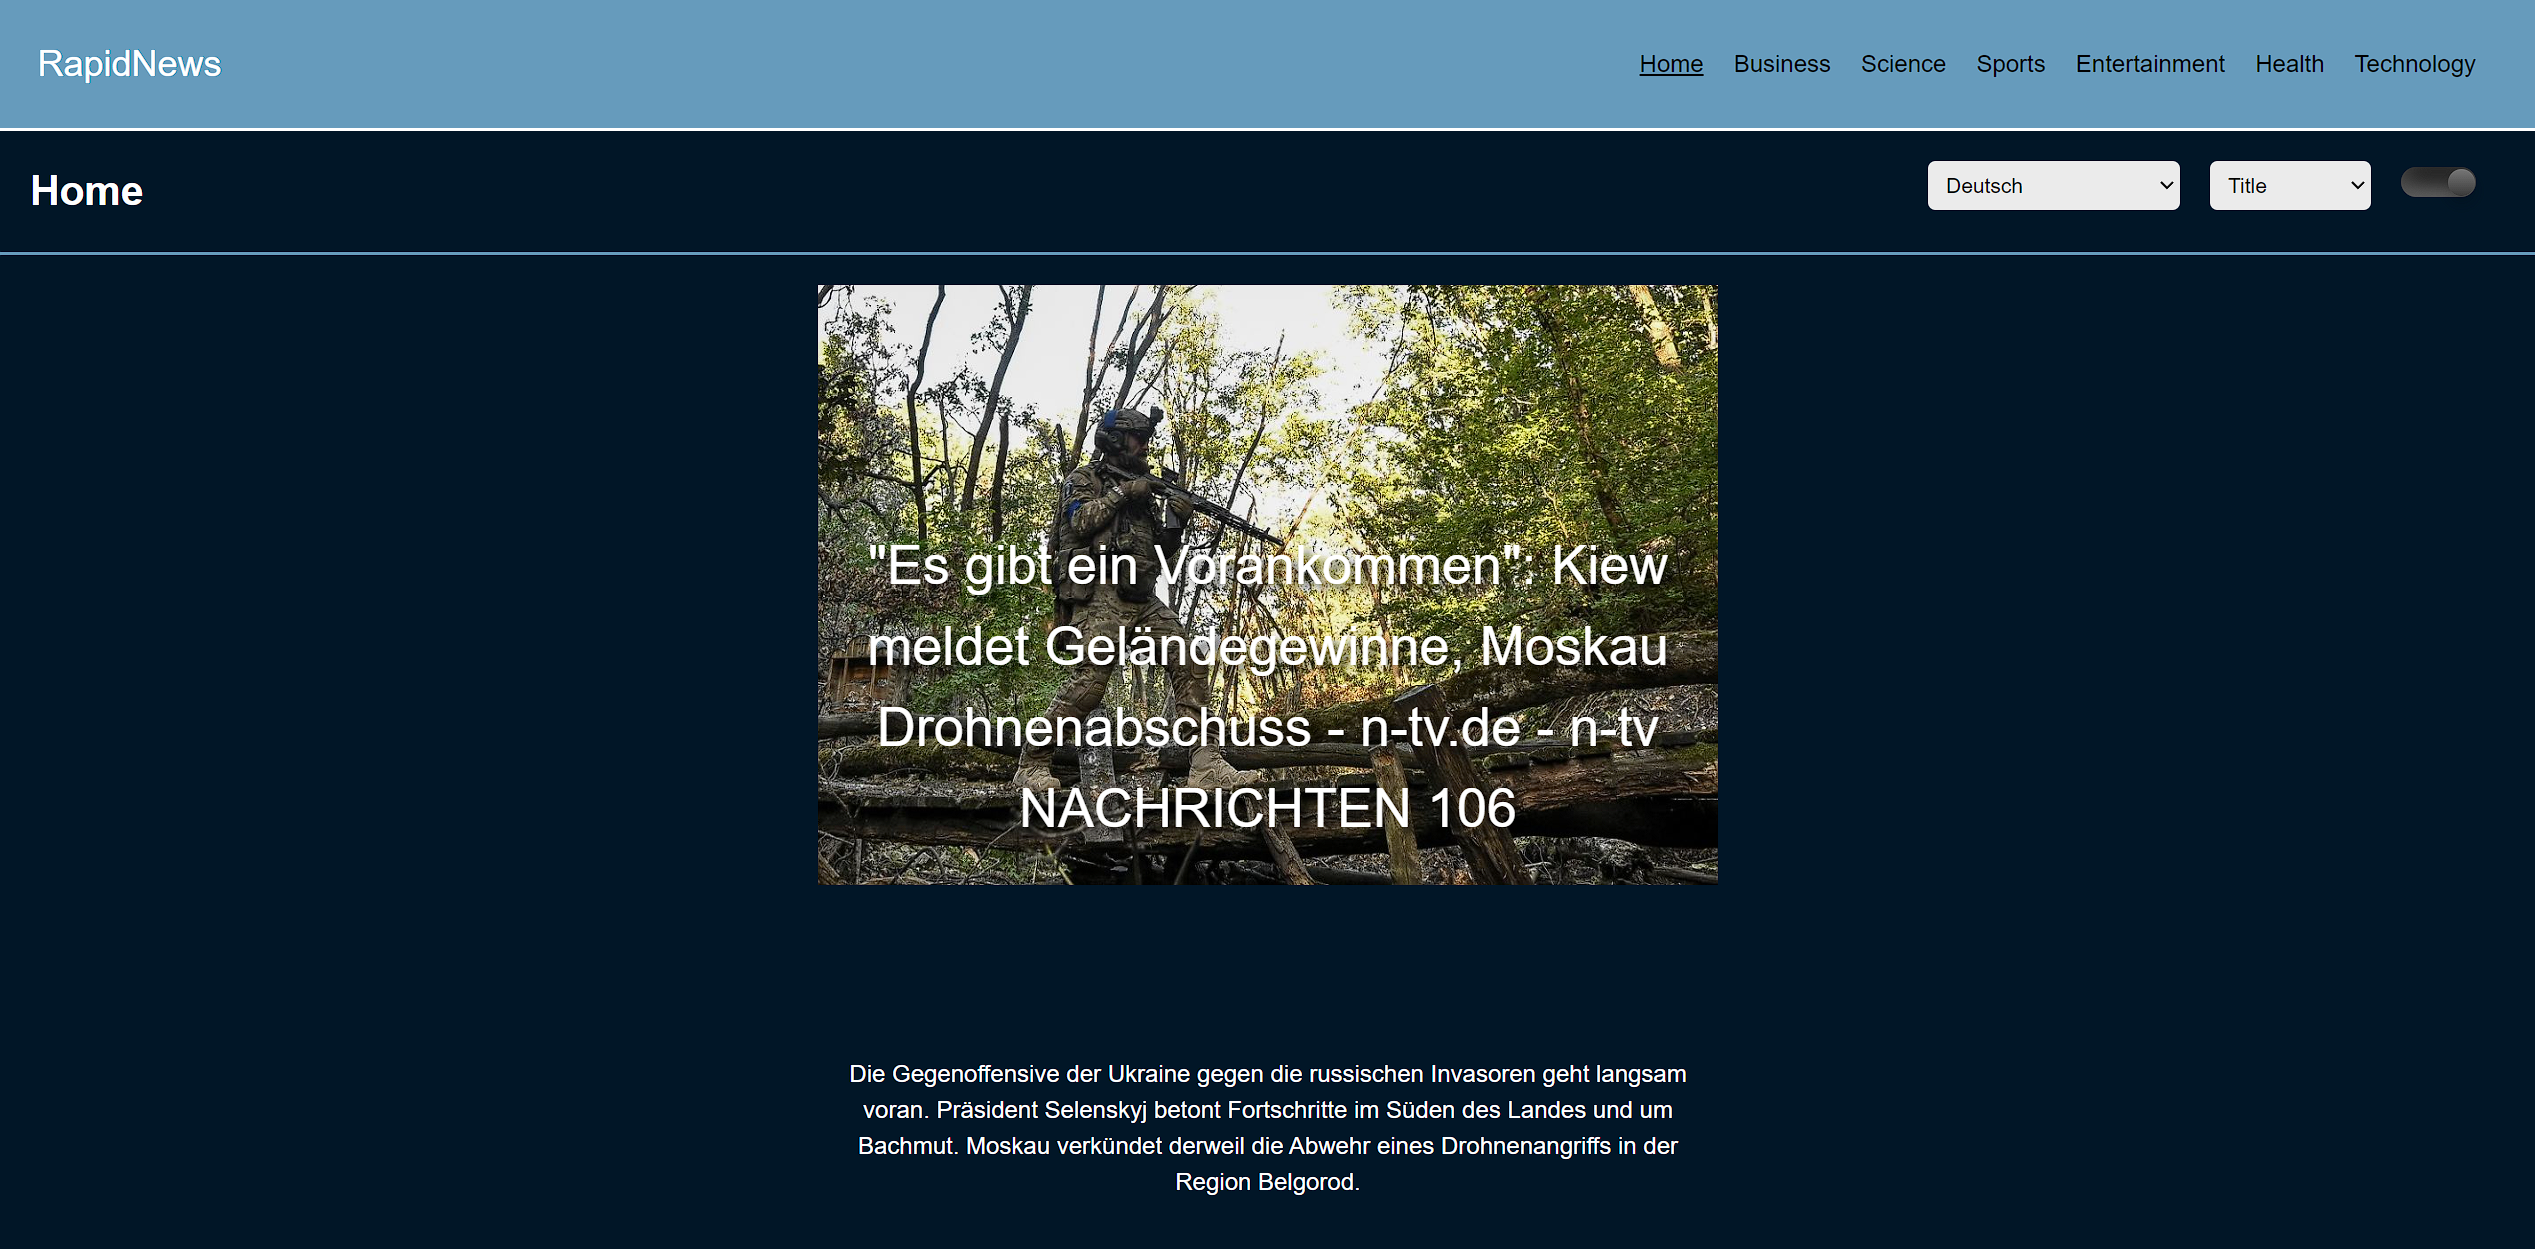 RapidNews
Home Business Science Sports Entertainment Health Technology
Home
Deutsch
Title
"Es gibt ein Vorankommen": Kiew
meldet Geländegewinne, Moskau
Drohnenabschuss - n-tv.de - n-tv
NACHRICHTEN 106
Die Gegenoffensive der Ukraine gegen die russischen Invasoren geht langsam
voran. Präsident Selenskyj betont Fortschritte im Süden des Landes und um
Bachmut. Moskau verkündet derweil die Abwehr eines Drohnenangriffs in der
Region Belgorod.